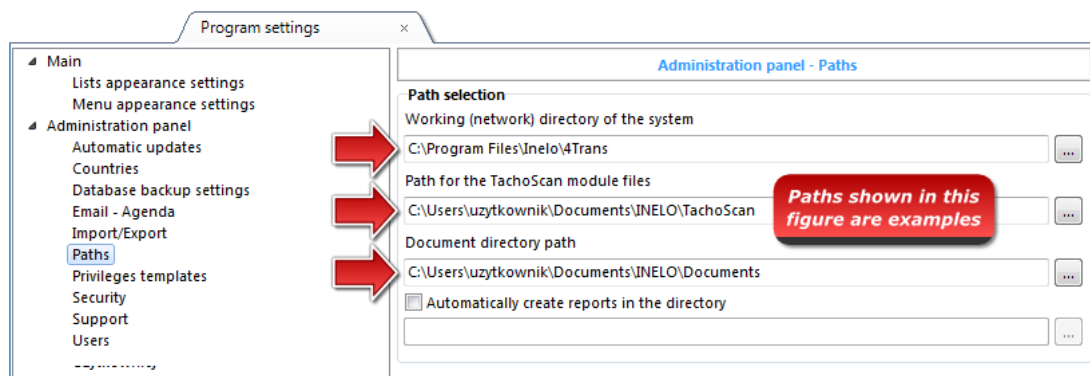 Program settings
Main
Lists appearance settings
Menu appearance settings
Administration panel
Automatic updates
Countries
Database backup settings
Email - Agenda
Import/Export
Paths
Privileges templates
Security
Support
Users
Administration panel - Paths
Path selection
Working (network) directory of the system
C:\Program Files\Inelo\4Trans
...
Path for the TachoScan module files
C:\Users\uzytkownik\Documents\INELO\TachoScan
...
Paths shown in this
figure are examples
Document directory path
C:\Users\uzytkownik\Documents\INELO\Documents
...
Automatically create reports in the directory
...